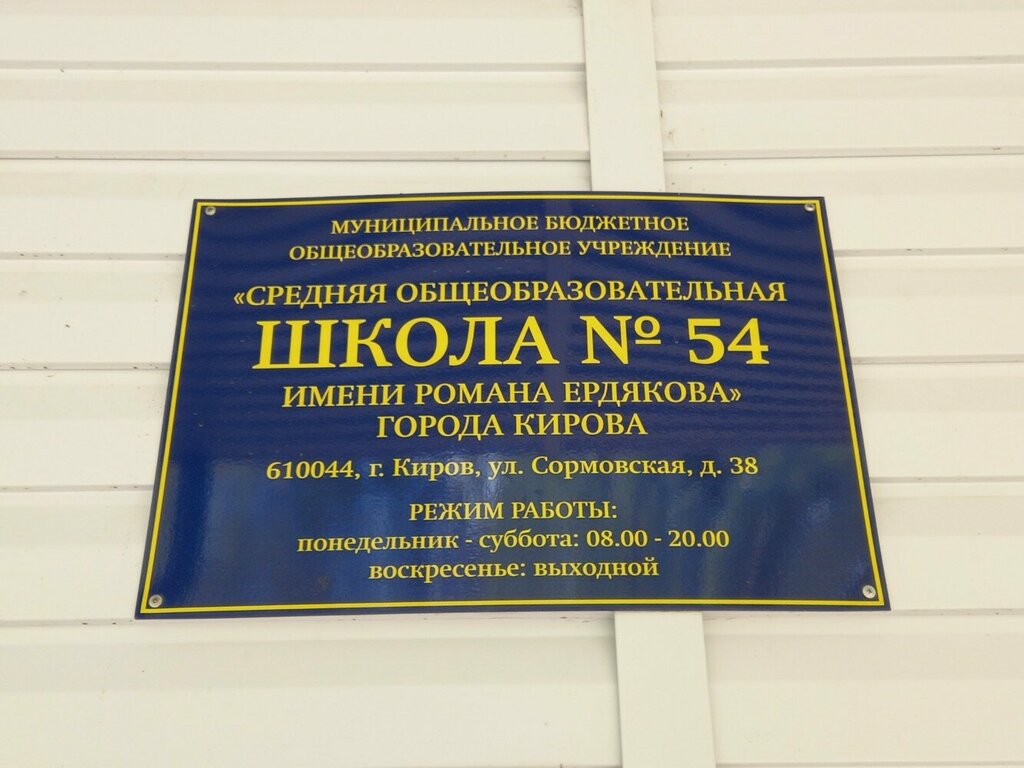 МУНИЦИПАЛЬНОЕ БЮДЖЕТНОЕ
ОБЩЕОБРАЗОВАТЕЛЬНОЕ УЧРЕЖДЕНИЕ
«СРЕДНЯЯ ОБЩЕОБРАЗОВАТЕЛЬНАЯ
ШКОЛА № 54
ИМЕНИ РОМАНА ЕРДЯКОВА»
ГОРОДА КИРОВА
610044, г. Киров, ул. Сормовская, д. 38
РЕЖИМ РАБОТЫ:
понедельник - суббота: 08.00 - 20.00
воскресенье: выходной